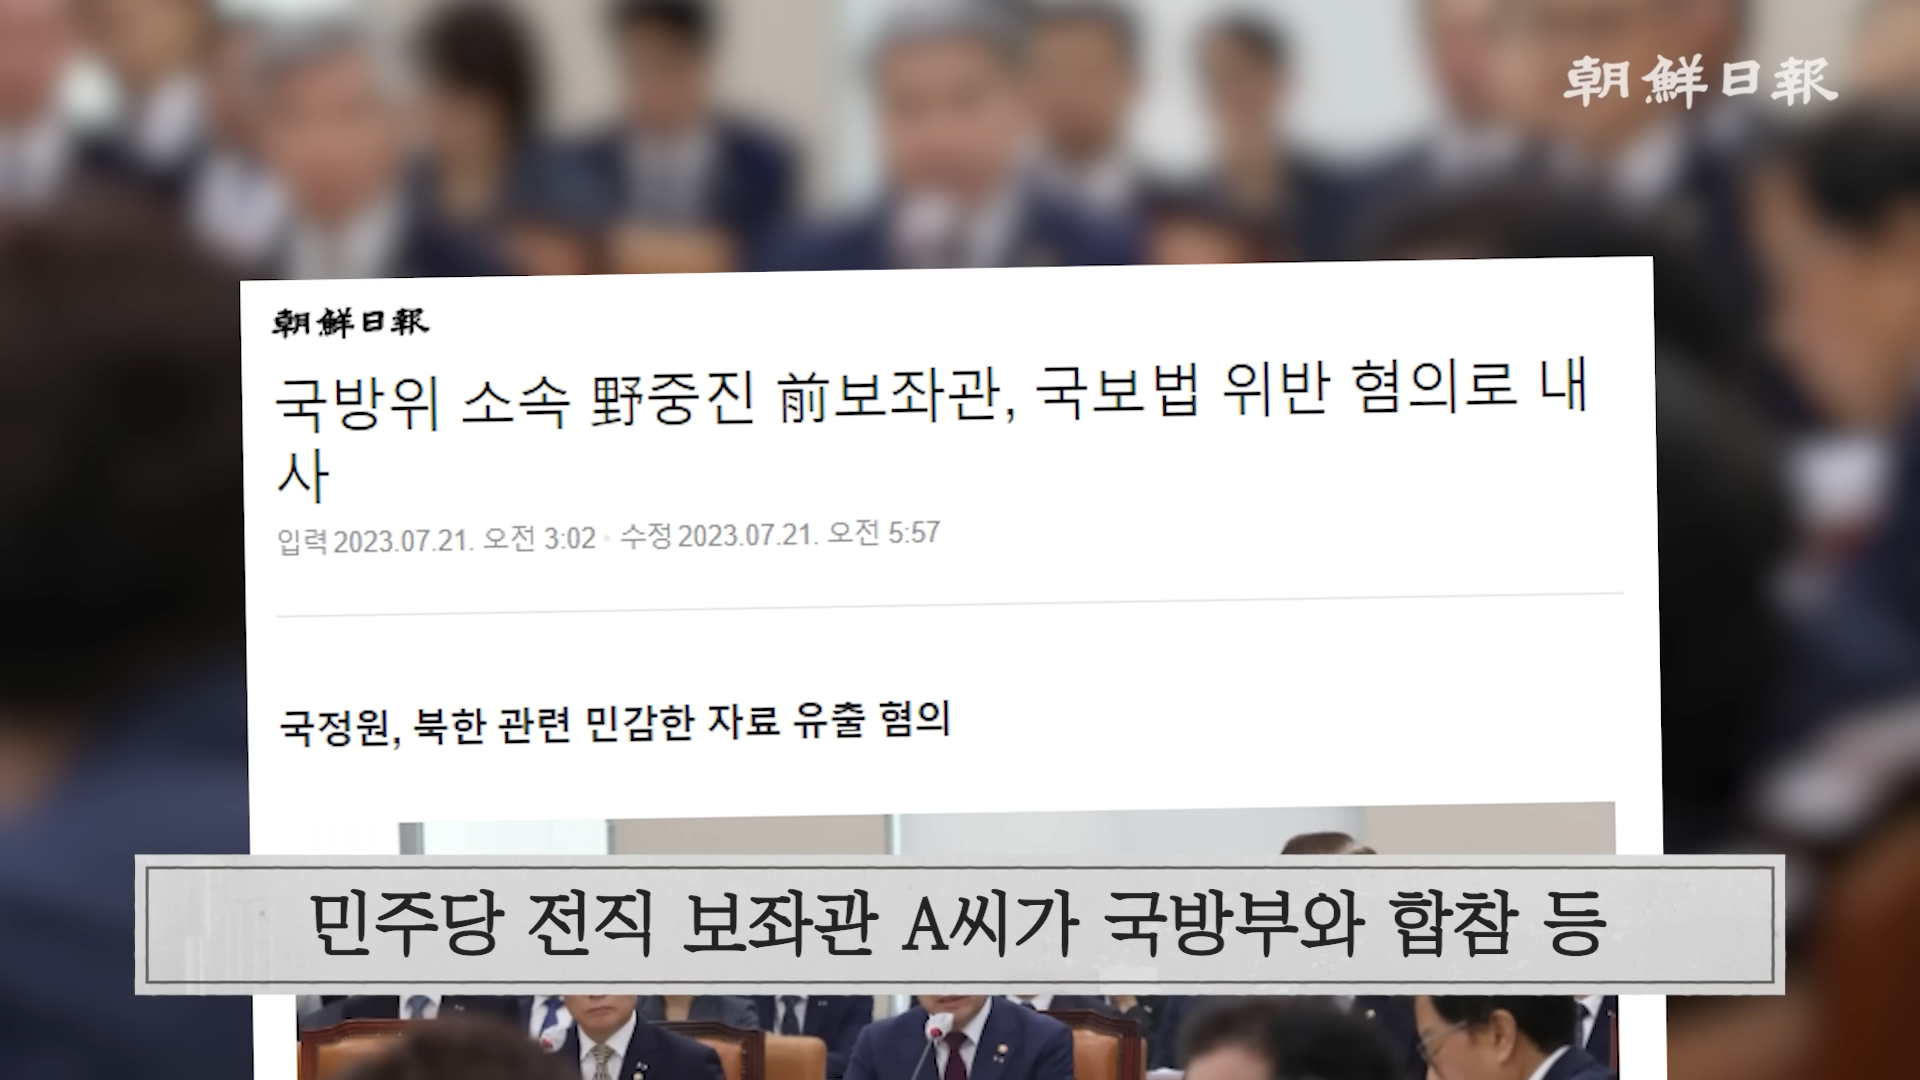 朝鮮日報
朝鮮日報
국방위 소속 野중진 前보좌관, 국보법 위반 혐의로 내
사
입력 2023.07.21. 오전 3:02 · 수정 2023.07.21. 오전 5:57
국정원, 북한 관련 민감한 자료 유출 혐의
민주당 전직 보좌관 A씨가 국방부와 합참 등